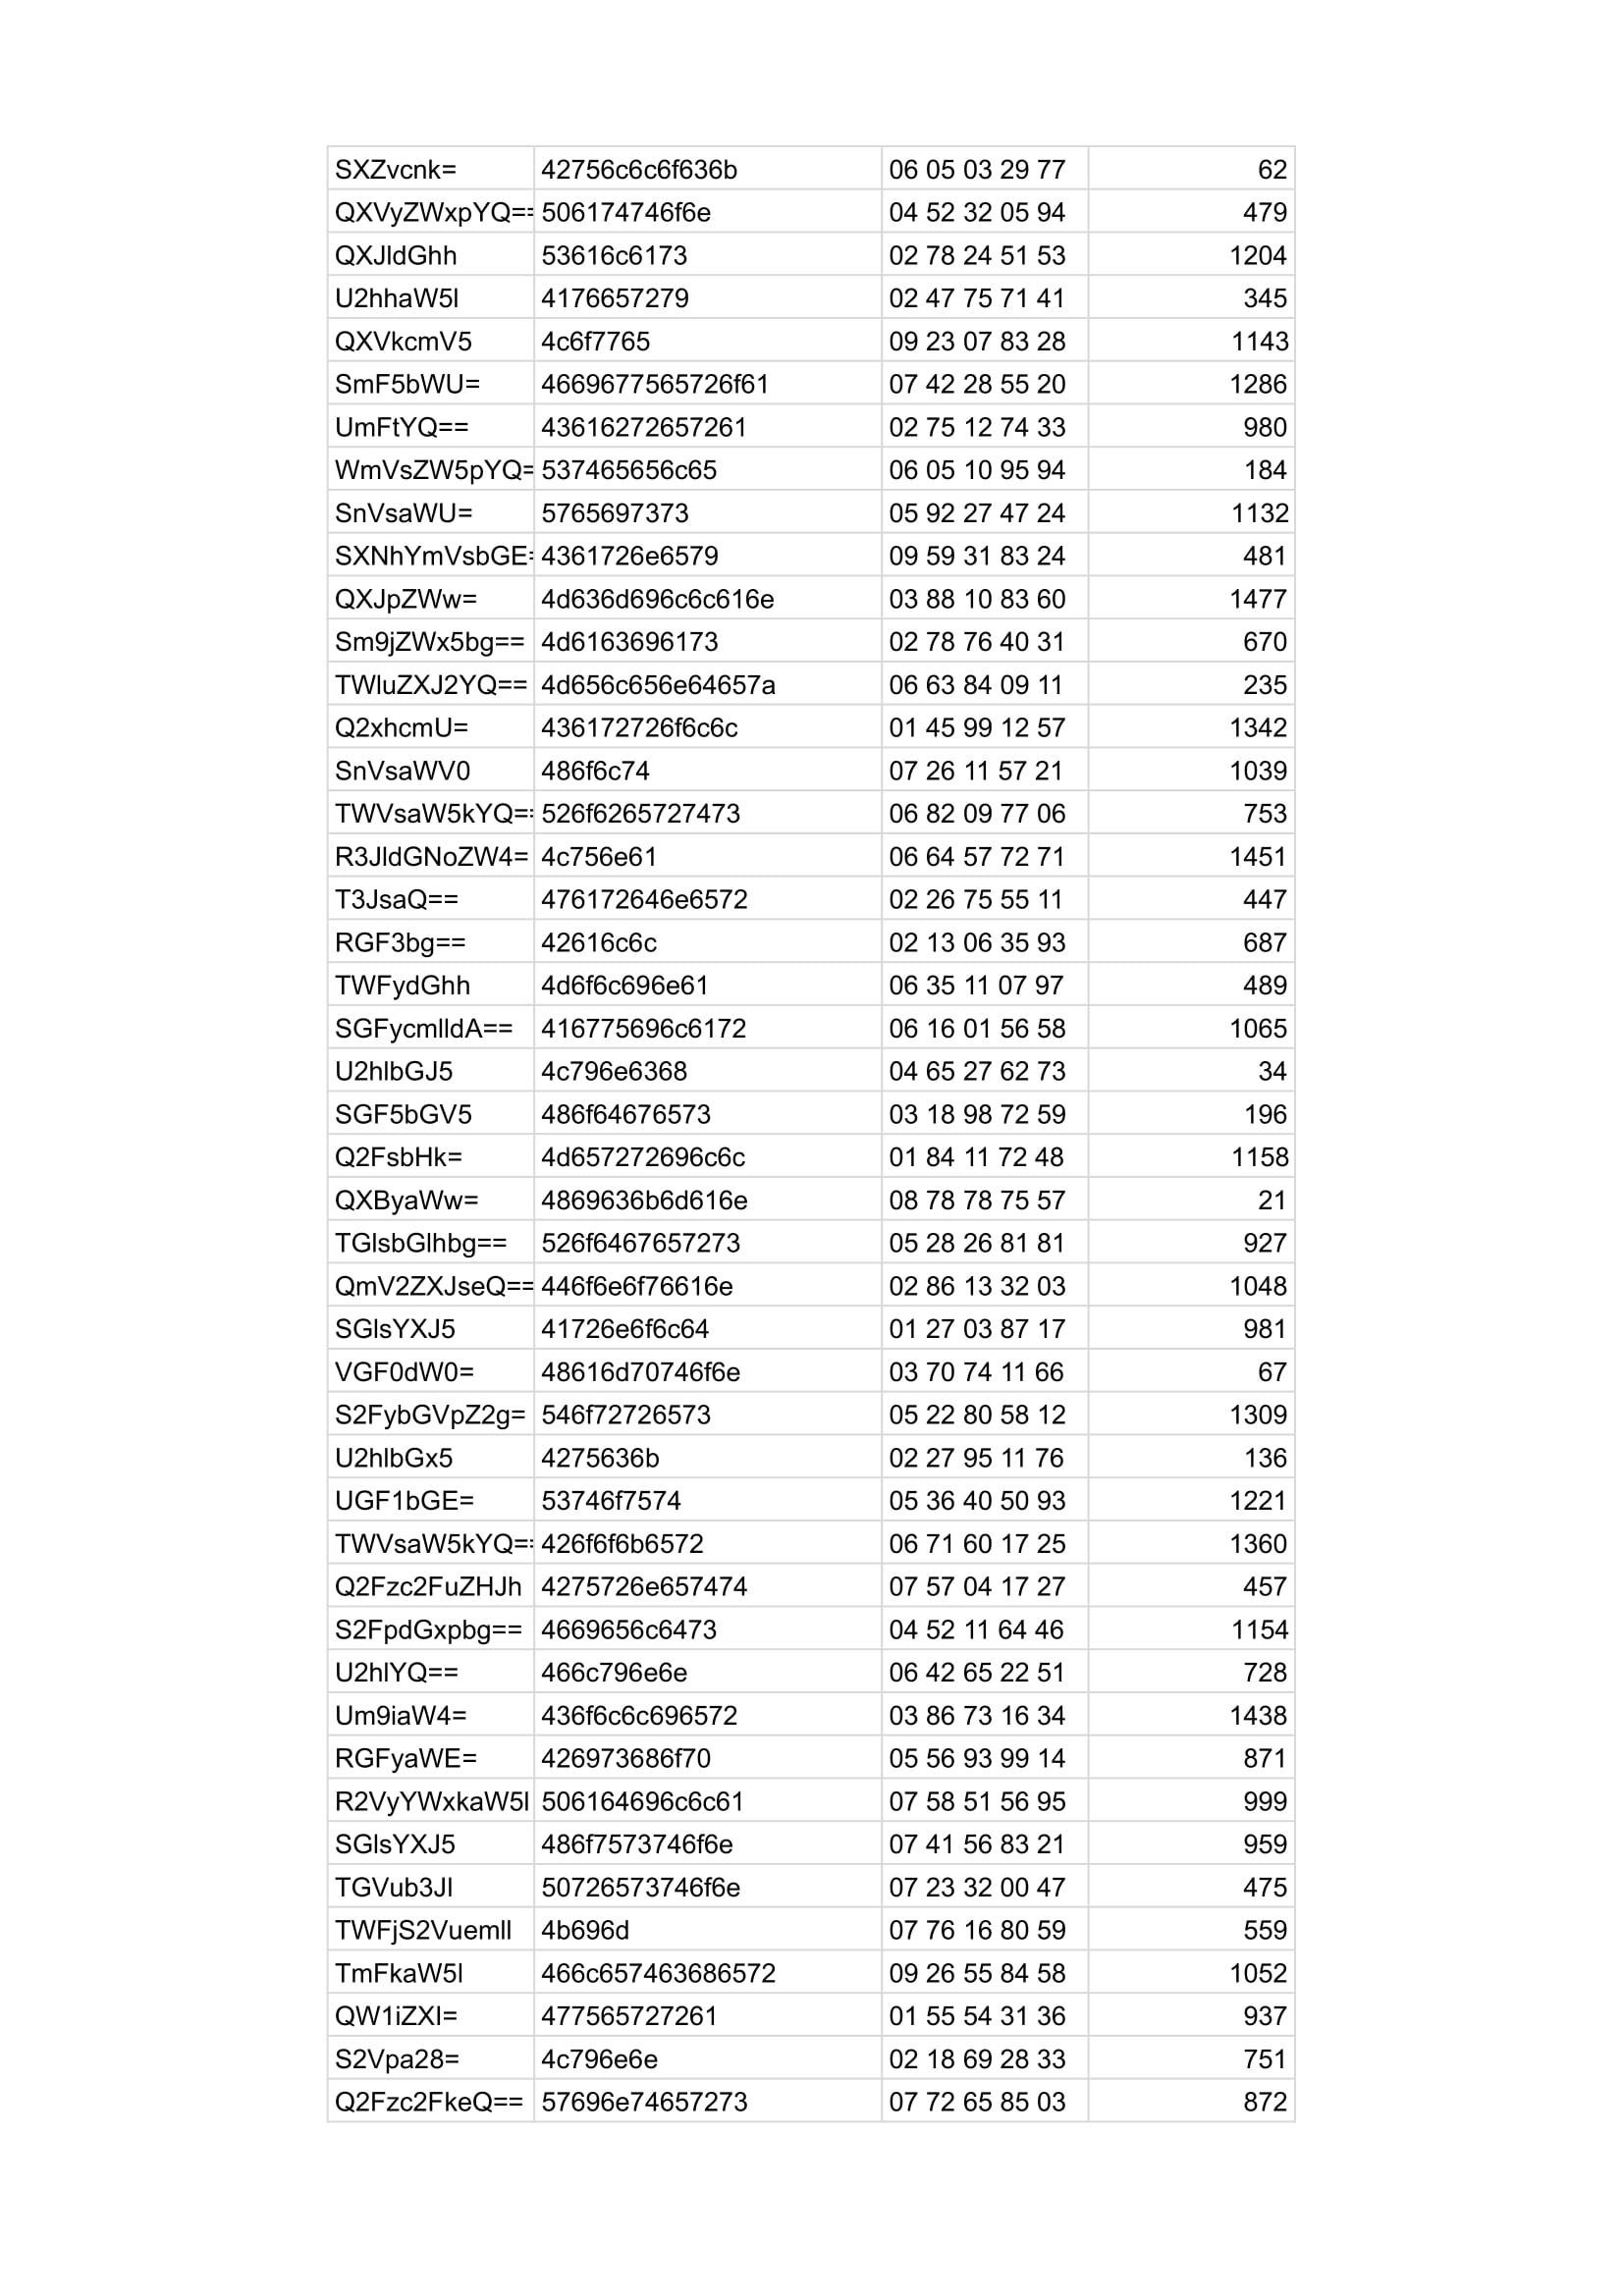 SXZvcnk= 42756c6c6f636b 06 05 03 29 77 62
QXVyZWxpYQ== 506174746f6e 04 52 32 05 94 479
QXJldGhh 53616c6173 02 78 24 51 53 1204
U2hhaW5l 4176657279 02 47 75 71 41 345
QXVkcmV5 4c6f7765 09 23 07 83 28 1143
SmF5bWU= 4669677565726f61 07 42 28 55 20 1286
UmFtYQ== 43616272657261 02 75 12 74 33 980
WmVsZW5pYQ= 537465656c65 06 05 10 95 94 184
SnVsaWU= 5765697373 05 92 27 47 24 1132
SXNhYmVsbGE= 4361726e6579 09 59 31 83 24 481
QXJpZWw= 4d636d696c6c616e 03 88 10 83 60 1477
Sm9jZWx5bg== 4d6163696173 02 78 76 40 31 670
TWluZXJ2YQ== 4d656c656e64657a 06 63 84 09 11 235
Q2xhcmU= 436172726f6c6c 01 45 99 12 57 1342
SnVsaWV0 486f6c74 07 26 11 57 21 1039
TWVsaW5kYQ== 526f6265727473 06 82 09 77 06 753
R3JldGNoZW4= 4c756e61 06 64 57 72 71 1451
T3JsaQ== 476172646e6572 02 26 75 55 11 447
RGF3bg== 42616c6c 02 13 06 35 93 687
TWFydGhh 4d6f6c696e61 06 35 11 07 97 489
SGFycmlldA== 416775696c6172 06 16 01 56 58 1065
U2hlbGJ5 4c796e6368 04 65 27 62 73 34
SGF5bGV5 486f64676573 03 18 98 72 59 196
Q2FsbHk= 4d657272696c6c 01 84 11 72 48 1158
QXByaWw= 4869636b6d616e 08 78 78 75 57 21
TGlsbGlhbg== 526f6467657273 05 28 26 81 81 927
QmV2ZXJseQ== 446f6e6f76616e 02 86 13 32 03 1048
SGlsYXJ5 41726e6f6c64 01 27 03 87 17 981
VGF0dW0= 48616d70746f6e 03 70 74 11 66 67
S2FybGVpZ2g= 546f72726573 05 22 80 58 12 1309
U2hlbGx5 4275636b 02 27 95 11 76 136
UGF1bGE= 53746f7574 05 36 40 50 93 1221
TWVsaW5kYQ== 426f6f6b6572 06 71 60 17 25 1360
Q2Fzc2FuZHJh 4275726e657474 07 57 04 17 27 457
S2FpdGxpbg== 4669656c6473 04 52 11 64 46 1154
U2hlYQ== 466c796e6e 06 42 65 22 51 728
Um9iaW4= 436f6c6c696572 03 86 73 16 34 1438
RGFyaWE= 426973686f70 05 56 93 99 14 871
R2VyYWxkaW5l 506164696c6c61 07 58 51 56 95 999
SGlsYXJ5 486f7573746f6e 07 41 56 83 21 959
TGVub3Jl 50726573746f6e 07 23 32 00 47 475
TWFjS2Vuemll 4b696d 07 76 16 80 59 559
TmFkaW5l 466c657463686572 09 26 55 84 58 1052
QW1iZXI= 477565727261 01 55 54 31 36 937
S2Vpa28= 4c796e6e 02 18 69 28 33 751
Q2Fzc2FkeQ== 57696e74657273 07 72 65 85 03 872